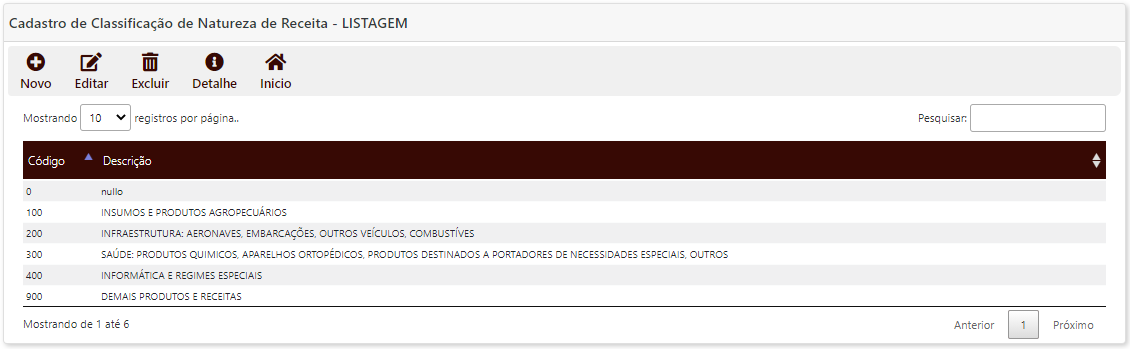 Cadastro de Classificação de Natureza de Receita - LISTAGEM
Novo Editar Excluir Detalhe Inicio
Mostrando 10 registros por página.. Pesquisar:
Código Descrição
0 nullo
100 INSUMOS E PRODUTOS AGROPECUÁRIOS
200 INFRAESTRUTURA: AERONAVES, EMBARCAÇÕES, OUTROS VEÍCULOS, COMBUSTÍVES
300 SAÚDE: PRODUTOS QUIMICOS, APARELHOS ORTOPÉDICOS, PRODUTOS DESTINADOS A PORTADORES DE NECESSIDADES ESPECIAIS, OUTROS
400 INFORMÁTICA E REGIMES ESPECIAIS
900 DEMAIS PRODUTOS E RECEITAS
Mostrando de 1 até 6 Anterior 1 Próximo